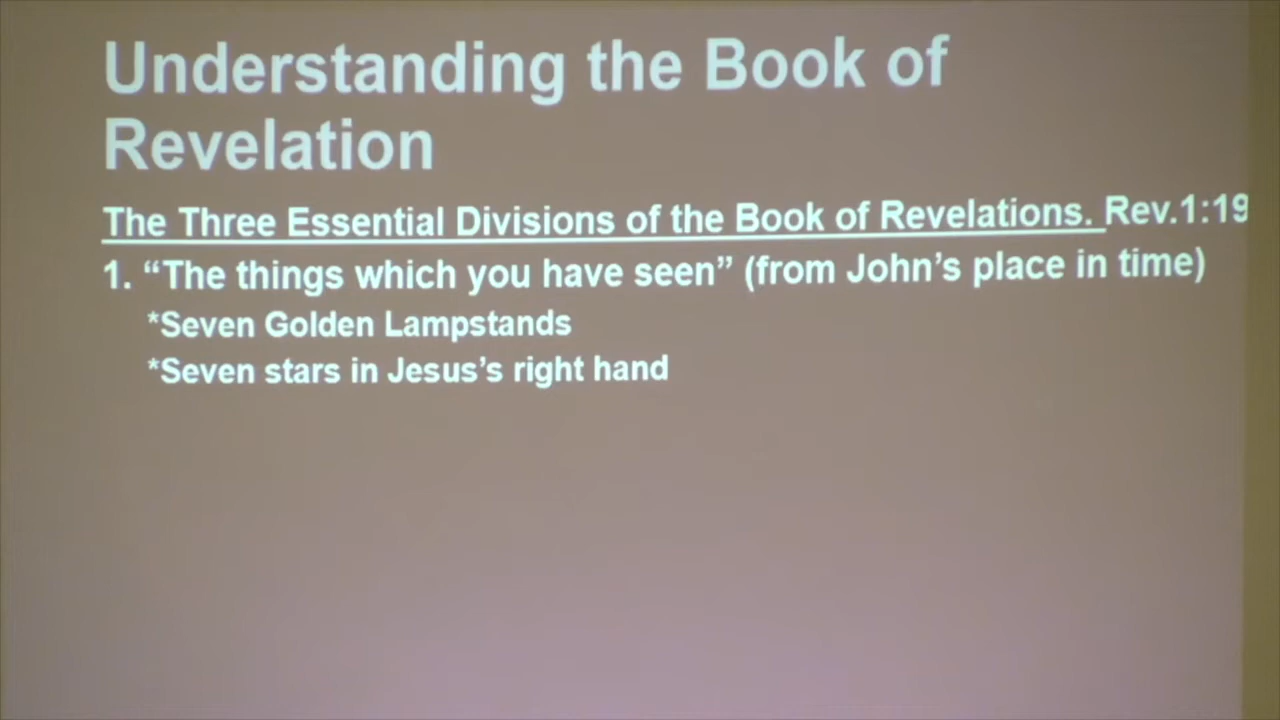 Understanding the Book of
Revelation
The Three Essential Divisions of the Book of Revelations. Rev.1:19
1. “The things which you have seen” (from John’s place in time)
*Seven Golden Lampstands
*Seven stars in Jesus’s right hand